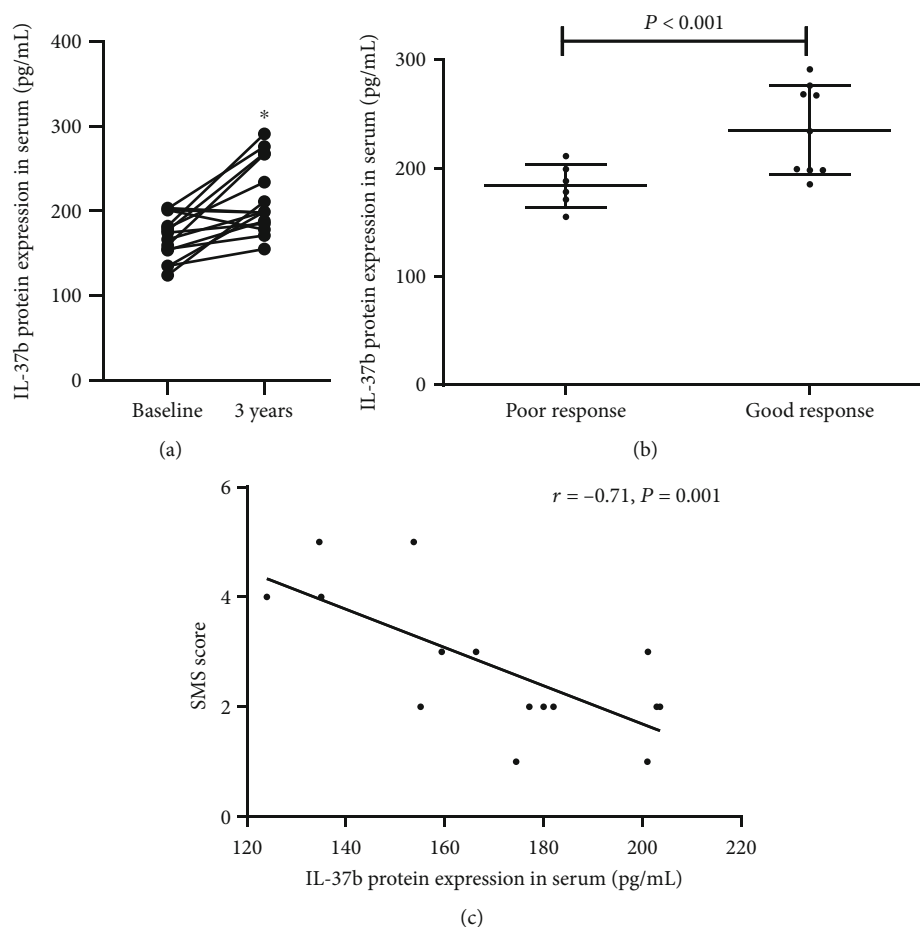 IL-37b protein expression in serum (pg/mL)
400
300
200
100
0
*
Baseline
3 years
(a)
IL-37b protein expression in serum (pg/mL)
300
200
100
0
P < 0.001
Poor response
Good response
(b)
SMS score
6
4
2
0
r = –0.71, P = 0.001
120
140
160
180
200
220
IL-37b protein expression in serum (pg/mL)
(c)